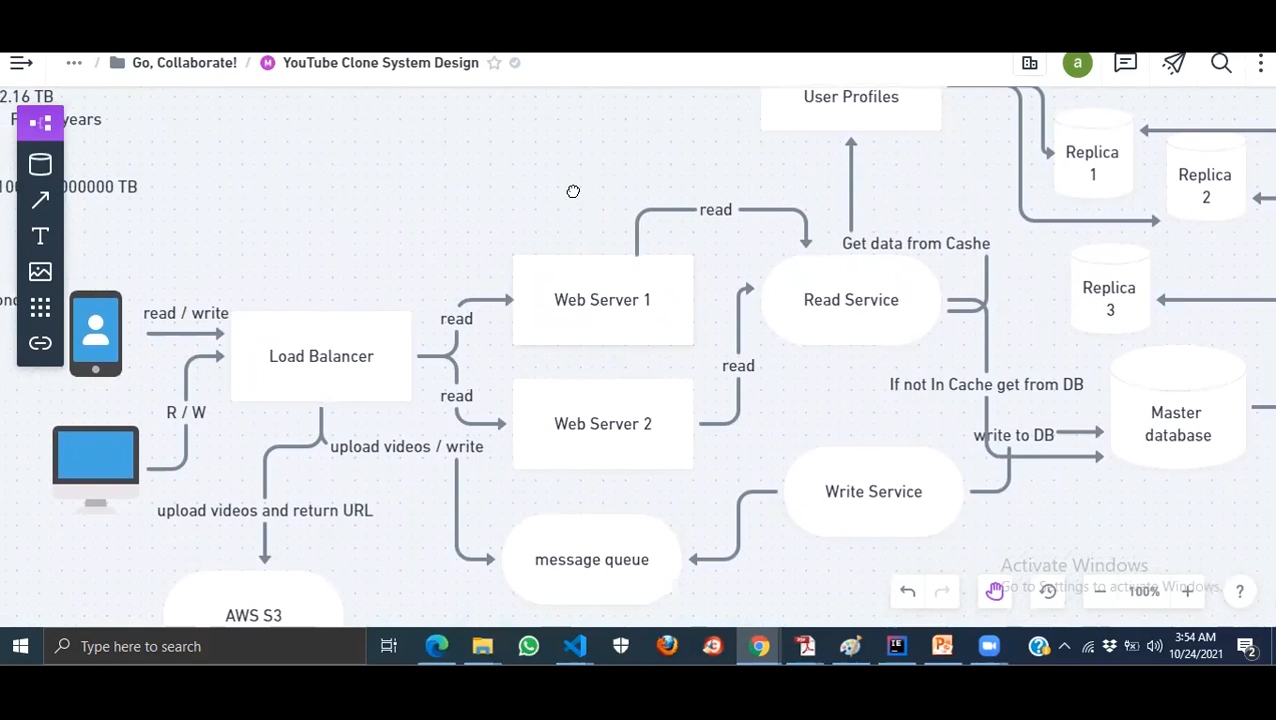 ... / Go, Collaborate! / M YouTube Clone System Design
a
2.16 TB
years
User Profiles
000000 TB
Replica
1
Replica
2
read
Get data from Cashe
Replica
3
read / write
Load Balancer
read
Web Server 1
Read Service
read
read
Web Server 2
If not In Cache get from DB
R / W
upload videos / write
write to DB
Master
database
upload videos and return URL
Write Service
message queue
AWS S3
Activate Windows
Go to Settings to activate Windows.
100%
?
Type here to search
3:54 AM
10/24/2021
2